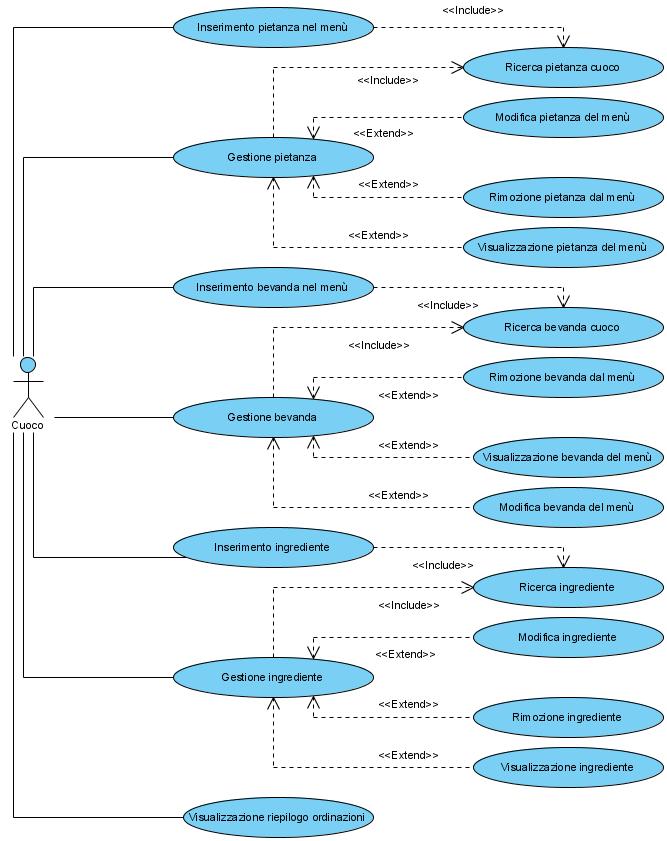 <<Include>>
Inserimento pietanza nel menù
Ricerca pietanza cuoco
<<Include>>
Modifica pietanza del menù
<<Extend>>
Gestione pietanza
<<Extend>>
Rimozione pietanza dal menù
<<Extend>>
Visualizzazione pietanza del menù
Inserimento bevanda nel menù
<<Include>>
Ricerca bevanda cuoco
<<Include>>
Rimozione bevanda dal menù
<<Extend>>
Gestione bevanda
Cuoco
<<Extend>>
Visualizzazione bevanda del menù
<<Extend>>
Modifica bevanda del menù
Inserimento ingrediente
<<Include>>
Ricerca ingrediente
<<Include>>
Modifica ingrediente
<<Extend>>
Gestione ingrediente
<<Extend>>
Rimozione ingrediente
<<Extend>>
Visualizzazione ingrediente
Visualizzazione riepilogo ordinazioni